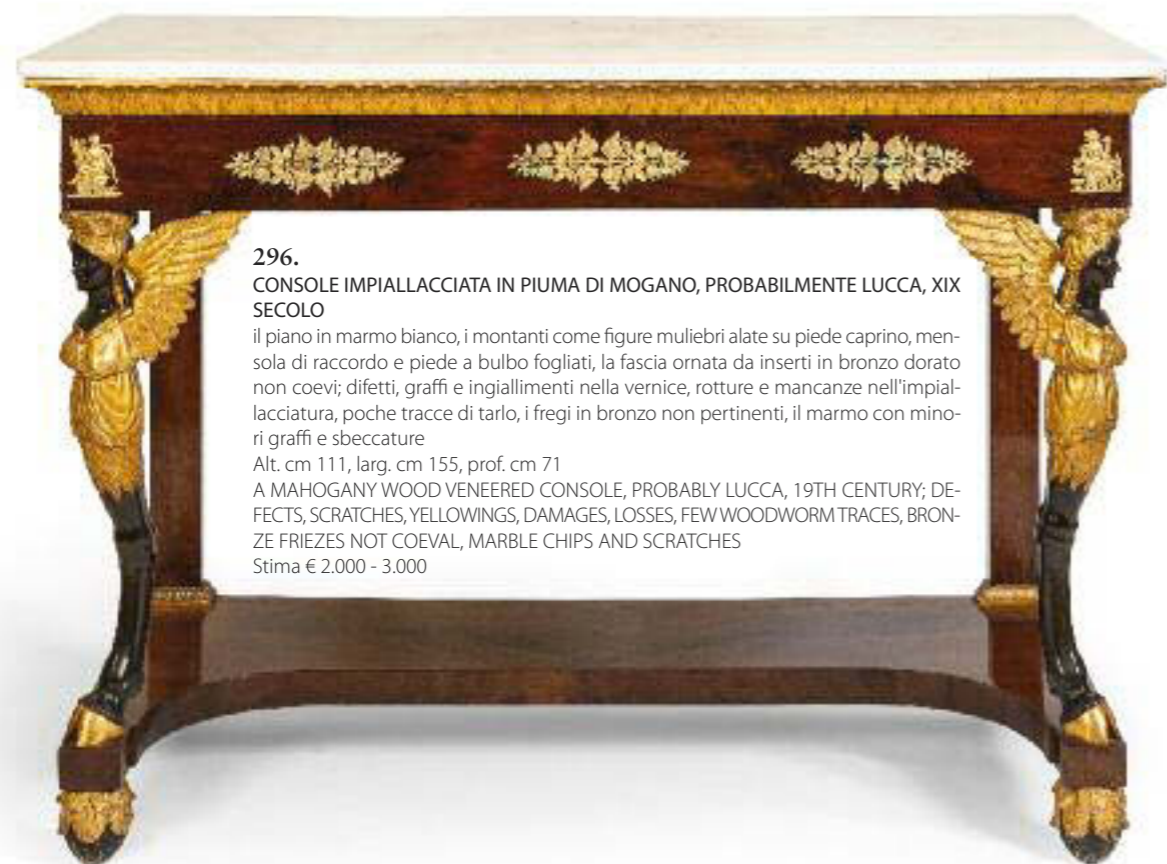 296.
CONSOLE IMPIALLACCIATA IN PIUMA DI MOGANO, PROBABILMENTE LUCCA, XIX
SECOLO
il piano in marmo bianco, i montanti come figure muliebri alate su piede caprino, men-
sola di raccordo e piede a bulbo fogliati, la fascia ornata da inserti in bronzo dorato
non coevi; difetti, graffi e ingiallimenti nella vernice, rotture e mancanze nell'impial-
lacciatura, poche tracce di tarlo, i fregi in bronzo non pertinenti, il marmo con mino-
ri graffi e sbeccature
Alt. cm 111, larg. cm 155, prof. cm 71
A MAHOGANY WOOD VENEERED CONSOLE, PROBABLY LUCCA, 19TH CENTURY; DE-
FECTS, SCRATCHES, YELLOWINGS, DAMAGES, LOSSES, FEW WOODWORM TRACES, BRON-
ZE FRIEZES NOT COEVAL, MARBLE CHIPS AND SCRATCHES
Stima € 2.000 - 3.000